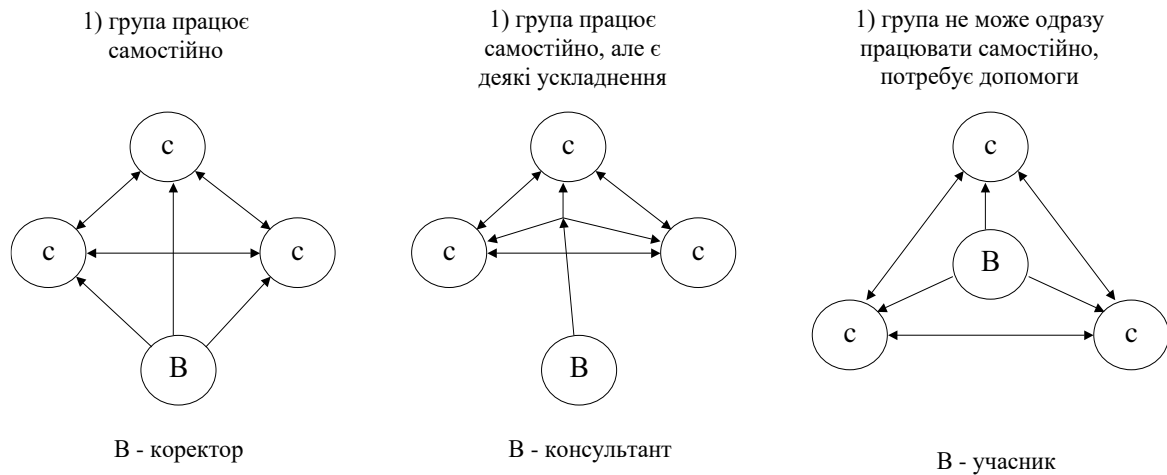 1) група працює
самостійно
1) група працює
самостійно, але є
деякі ускладнення
1) група не може одразу
працювати самостійно,
потребує допомоги
с
с
с
В
В - коректор
с
с
с
В
В - консультант
с
В
с
с
В - учасник